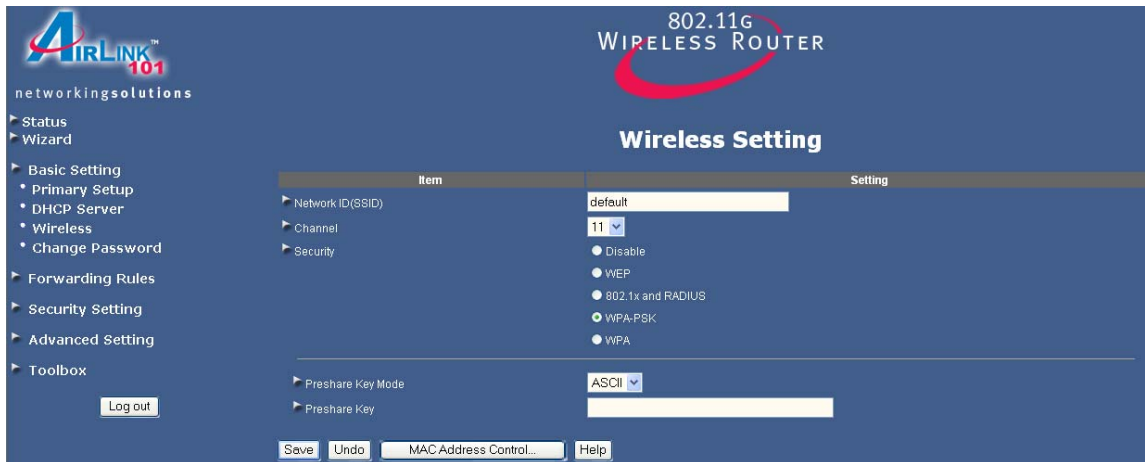 AIRLINK™
101
networkingsolutions
802.11G
WIRELESS ROUTER
Status
Wizard
Basic Setting
Primary Setup
DHCP Server
Wireless
Change Password
Forwarding Rules
Security Setting
Advanced Setting
Toolbox
Log out
Wireless Setting
Item Setting
Network ID(SSID) default
Channel 11
Security Disable
WEP
802.1x and RADIUS
WPA-PSK
WPA
Preshare Key Mode ASCII
Preshare Key
Save Undo MAC Address Control... Help